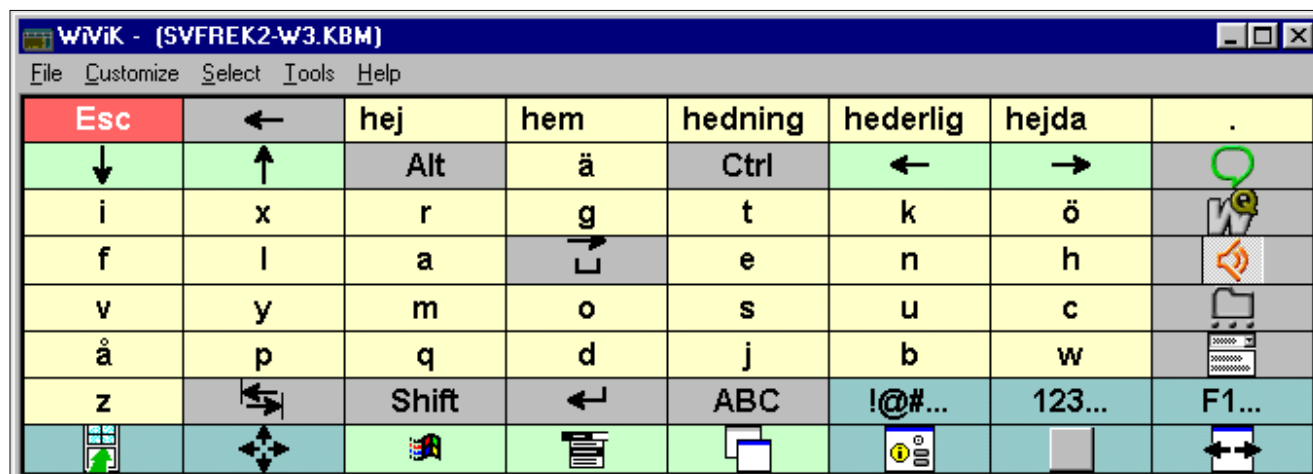 WiViK - (SVFREK2-W3.KBM)
File Customize Select Tools Help
Esc hej hem hedning hederlig hejda .
Alt ä Ctrl
i x r g t k ö W Q
f l a e n h
v y m o s u c
å p q d j b w
z Shift ABC !@#... 123... F1...